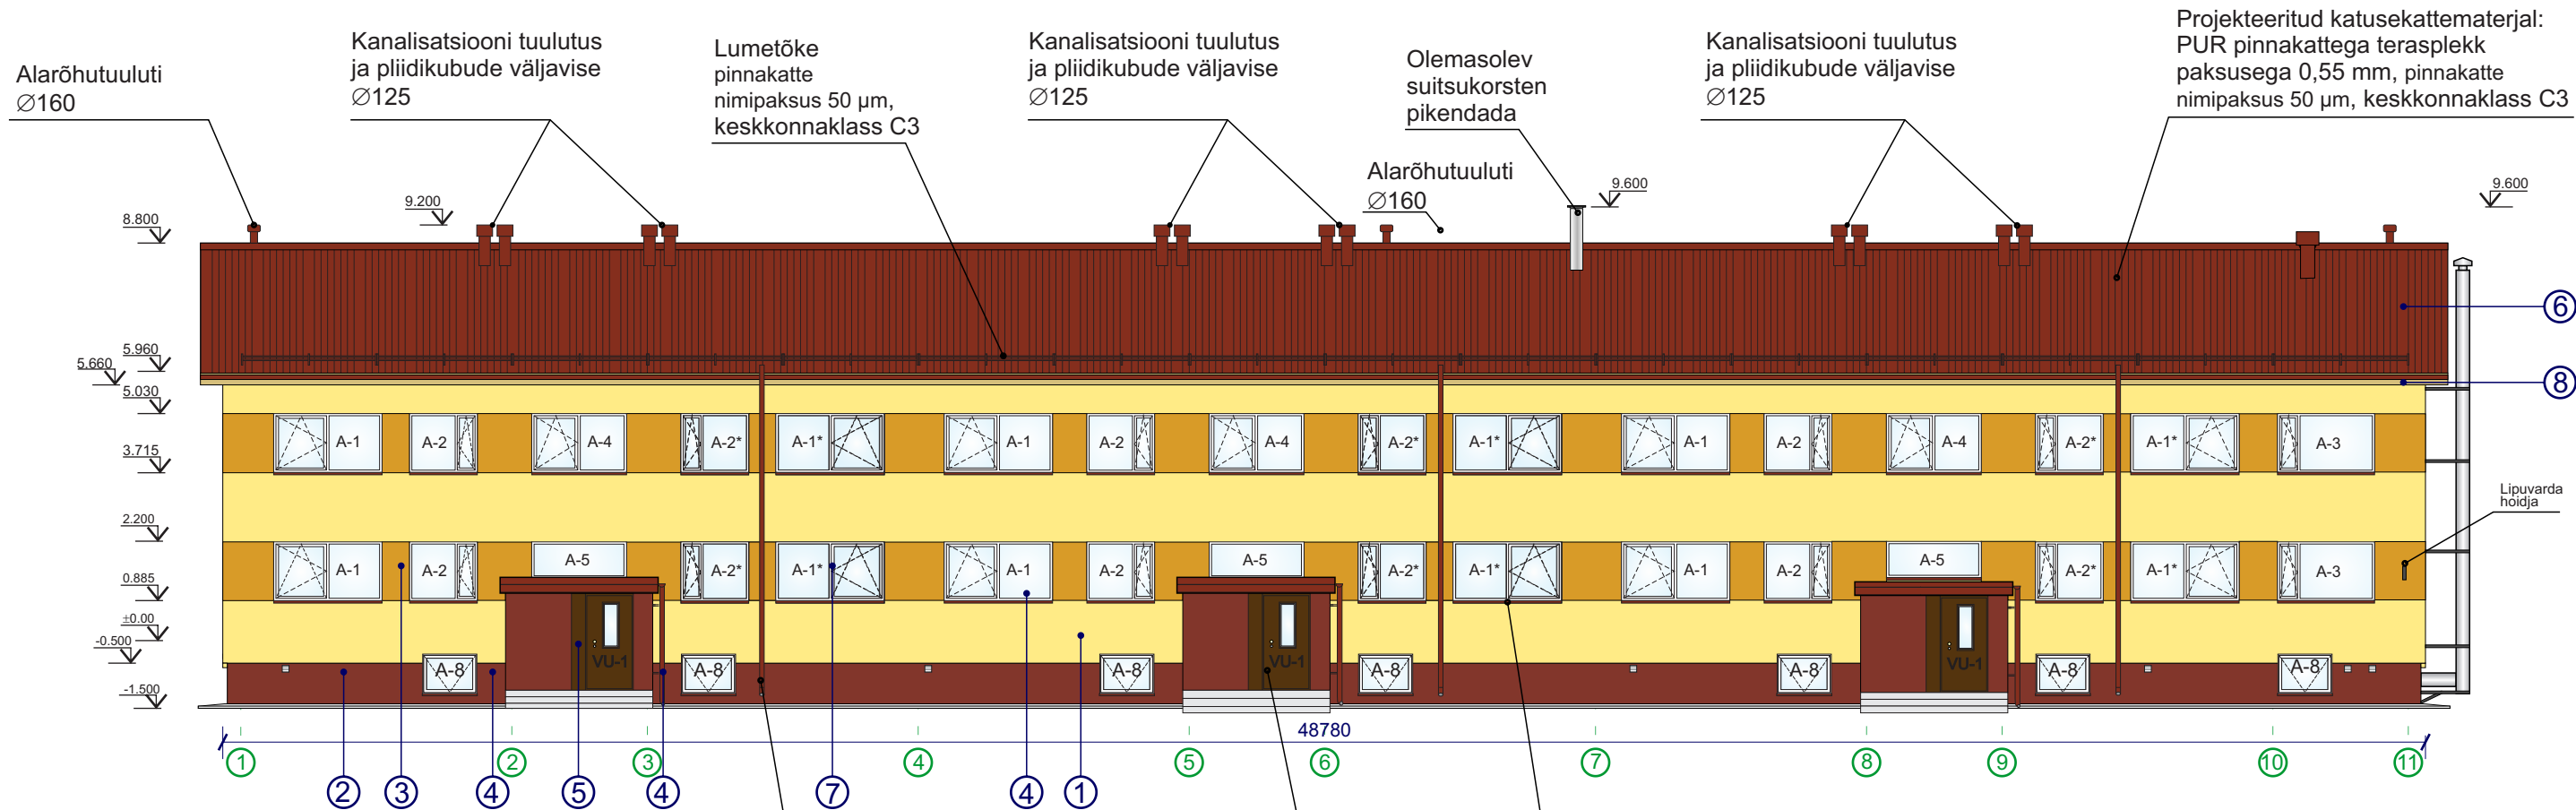 Alarõhutuuluti
∅160
Kanalisatsiooni tuulutus
ja pliidikubude väljavise
∅125
Lumetõke
pinnakatte
nimipaksus 50 μm,
keskkonnaklass C3
Kanalisatsiooni tuulutus
ja pliidikubude väljavise
∅125
Olemasolev
suitsukorsten
pikendada
Alarõhutuuluti
∅160
Kanalisatsiooni tuulutus
ja pliidikubude väljavise
∅125
Projekteeritud katusekattematerjal:
PUR pinnakattega terasplekk
paksusega 0,55 mm, pinnakatte
nimipaksus 50 μm, keskkonnaklass C3
8.800
9.200
9.600
9.600
5.960
5.660
5.030
3.715
2.200
0.885
±0.00
-0.500
-1.500
6
8
A-1 A-2 A-4 A-2* A-1* A-1 A-2 A-4 A-2* A-1* A-1 A-2 A-4 A-2* A-1* A-3
Lipuvarda
hoidja
A-1 A-2 A-5 A-2* A-1* A-1 A-2 A-5 A-2* A-1* A-1 A-2 A-5 A-2* A-1* A-3
VU-1 VU-1 VU-1
A-8 A-8 A-8 A-8 A-8 A-8 A-8
48780
1 2 3 4 5 6 7 8 9 10 11
2 3 4 5 4 7 4 1